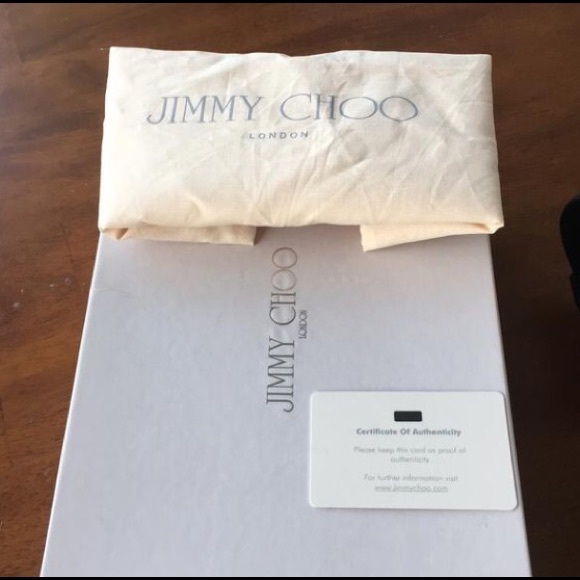 JIMMY CHOO
LONDON
JIMMY CHOO
LONDON
Certificate Of Authenticity
Please keep this card as proof of
authenticity
For further information visit
www.jimmychoo.com